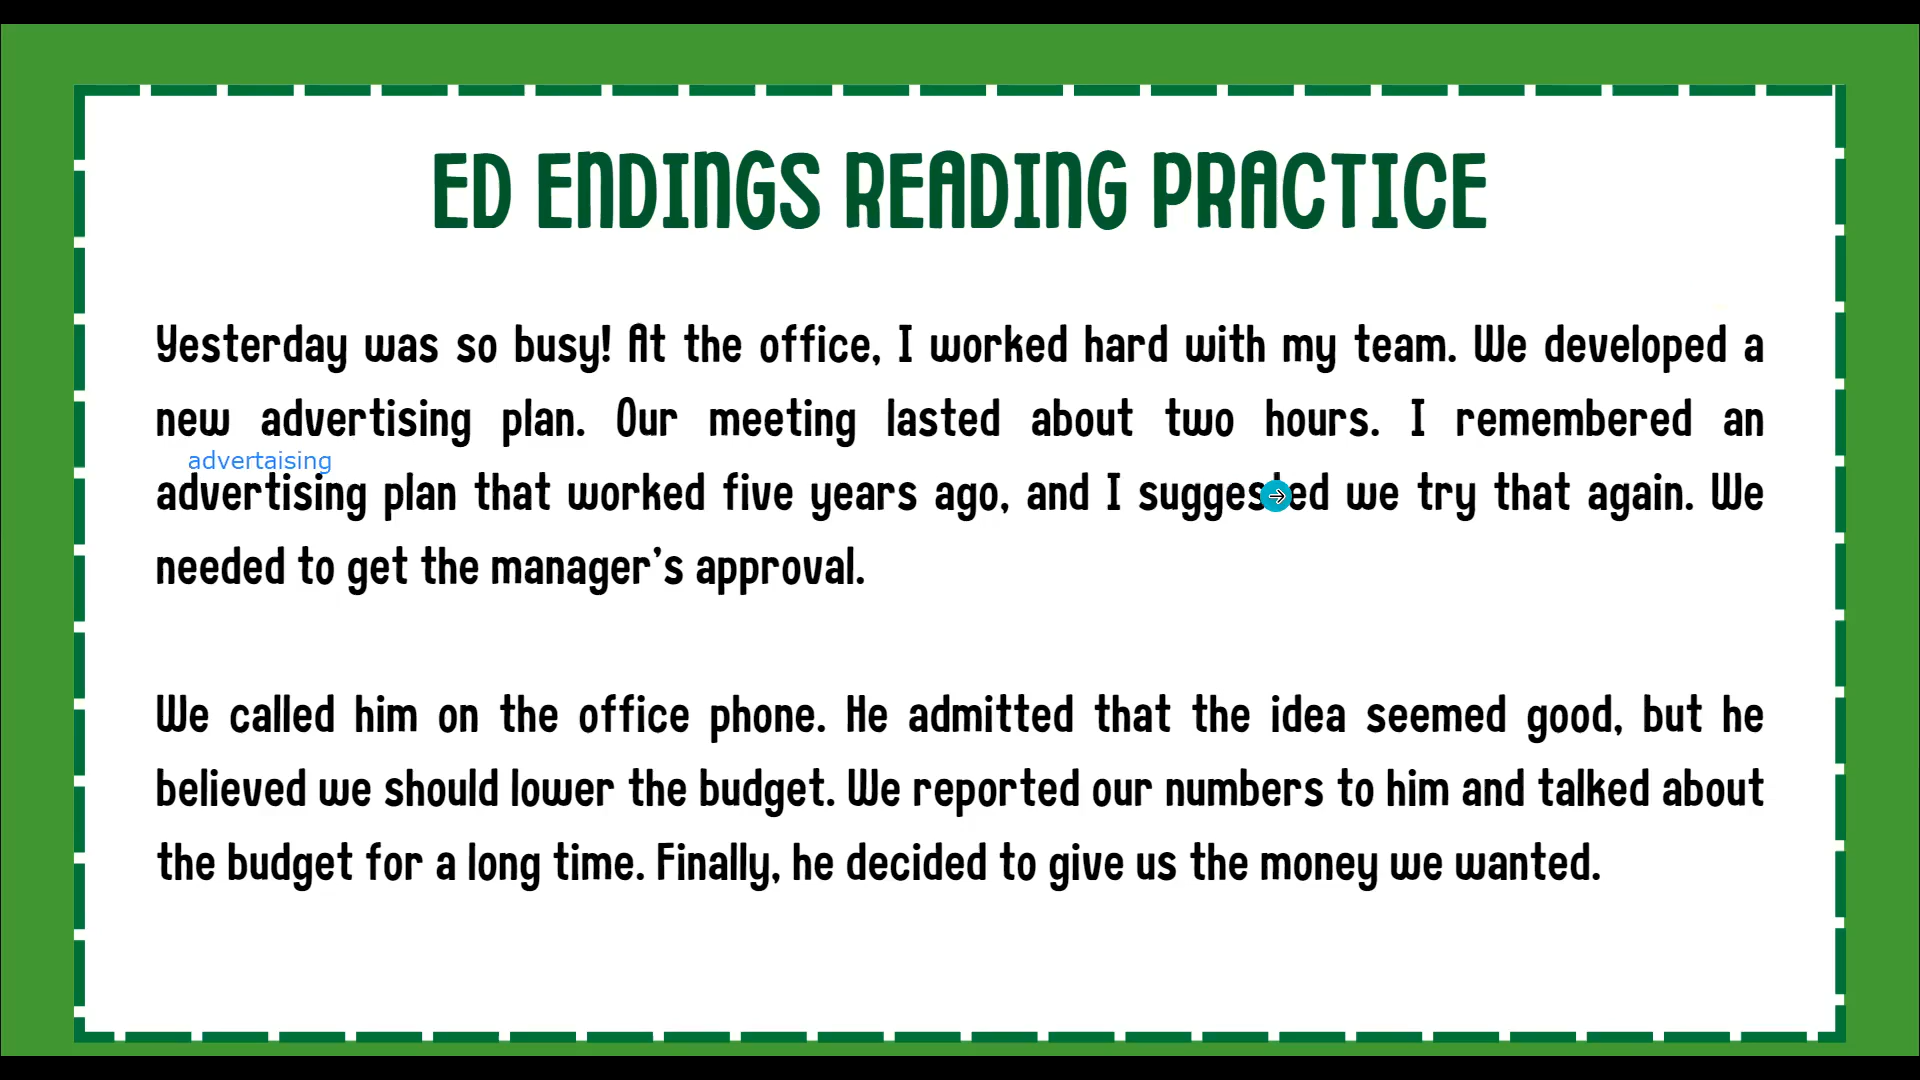 ED ENDINGS READING PRACTICE
Yesterday was so busy! At the office, I worked hard with my team. We developed a
new advertising plan. Our meeting lasted about two hours. I remembered an
advertaising
advertising plan that worked five years ago, and I suggested we try that again. We
needed to get the manager's approval.
We called him on the office phone. He admitted that the idea seemed good, but he
believed we should lower the budget. We reported our numbers to him and talked about
the budget for a long time. Finally, he decided to give us the money we wanted.